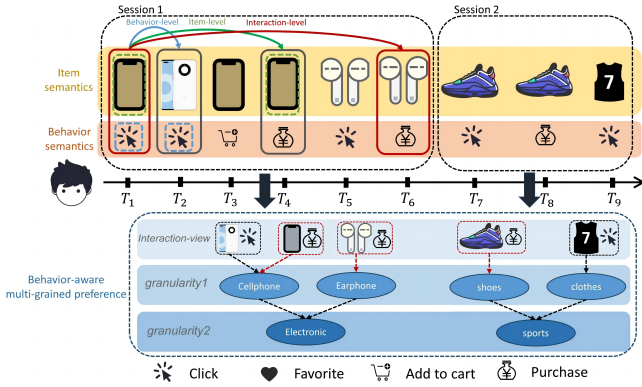 Session 1
Session 2
Behavior-level
Item-level
Interaction-level
Item
semantics
7
Behavior
semantics
T1 T2 T3 T4 T5 T6 T7 T8 T9
Behavior-aware
multi-grained preference
Interaction-view
7
granularity1
Cellphone
Earphone
shoes
clothes
granularity2
Electronic
sports
Click
Favorite
Add to cart
Purchase